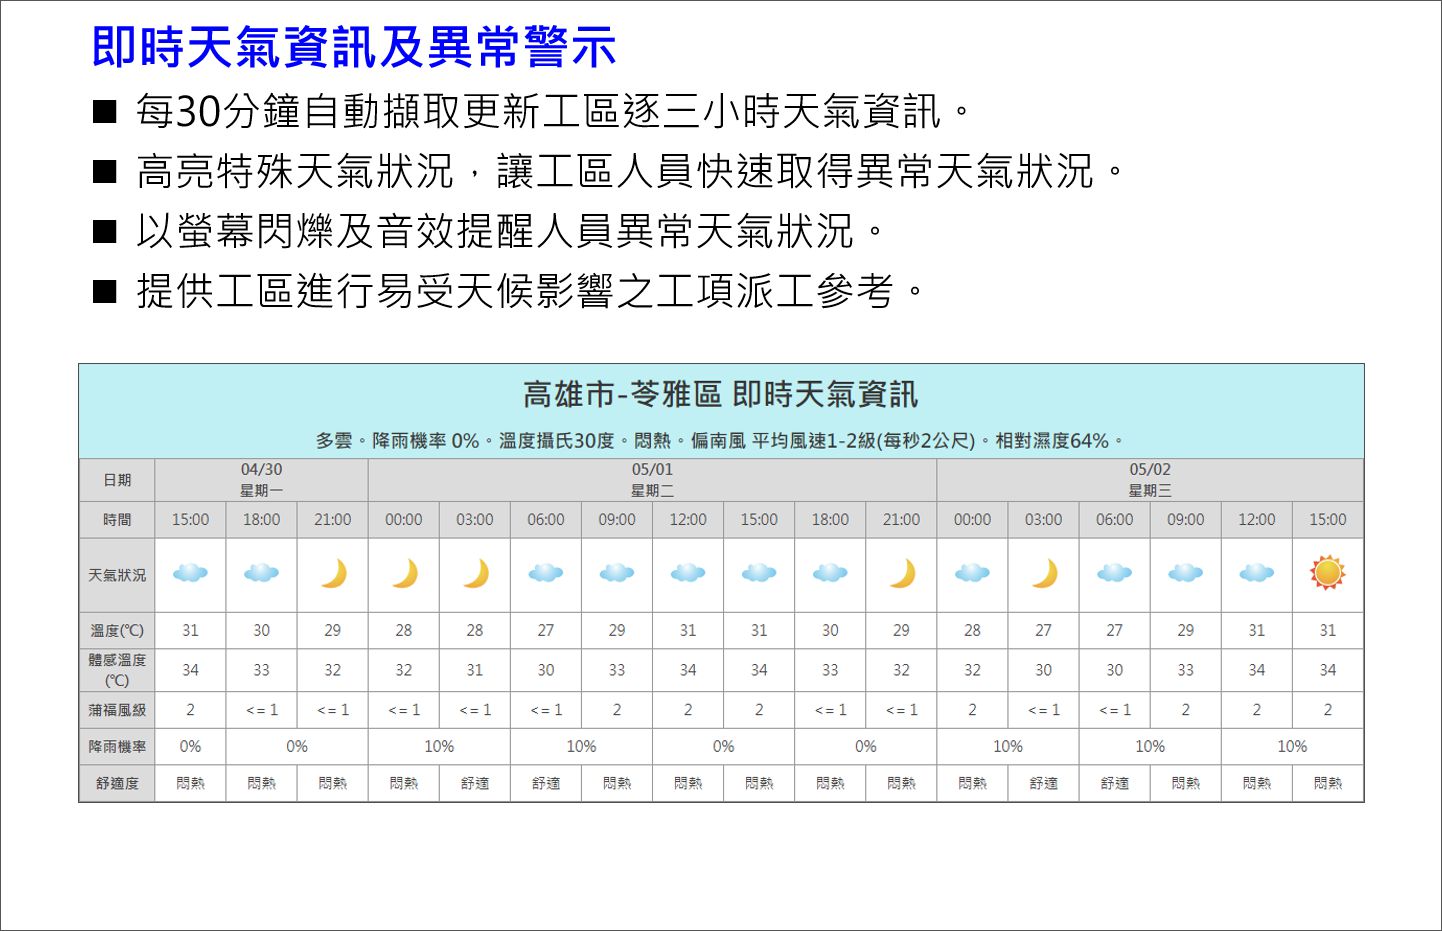 即時天氣資訊及異常警示
■ 每30分鐘自動擷取更新工區逐三小時天氣資訊。
■ 高亮特殊天氣狀況，讓工區人員快速取得異常天氣狀況。
■ 以螢幕閃爍及音效提醒人員異常天氣狀況。
■ 提供工區進行易受天候影響之工項派工參考。
高雄市-苓雅區 即時天氣資訊
多雲。降雨機率 0%。溫度攝氏30度。悶熱。偏南風 平均風速1-2級(每秒2公尺)。相對濕度64%。
日期 04/30 星期一 05/01 星期二 05/02 星期三
時間 15:00 18:00 21:00 00:00 03:00 06:00 09:00 12:00 15:00 18:00 21:00 00:00 03:00 06:00 09:00 12:00 15:00
天氣狀況
溫度(℃) 31 30 29 28 28 27 29 31 31 30 29 28 27 27 29 31 31
體感溫度(℃) 34 33 32 32 31 30 33 34 34 33 32 32 30 30 33 34 34
蒲福風級 2 <= 1 <= 1 <= 1 <= 1 <= 1 2 2 2 <= 1 <= 1 2 <= 1 <= 1 2 2 2
降雨機率 0% 0% 10% 10% 0% 0% 10% 10% 10%
舒適度 悶熱 悶熱 悶熱 悶熱 舒適 舒適 悶熱 悶熱 悶熱 悶熱 悶熱 悶熱 舒適 舒適 悶熱 悶熱 悶熱